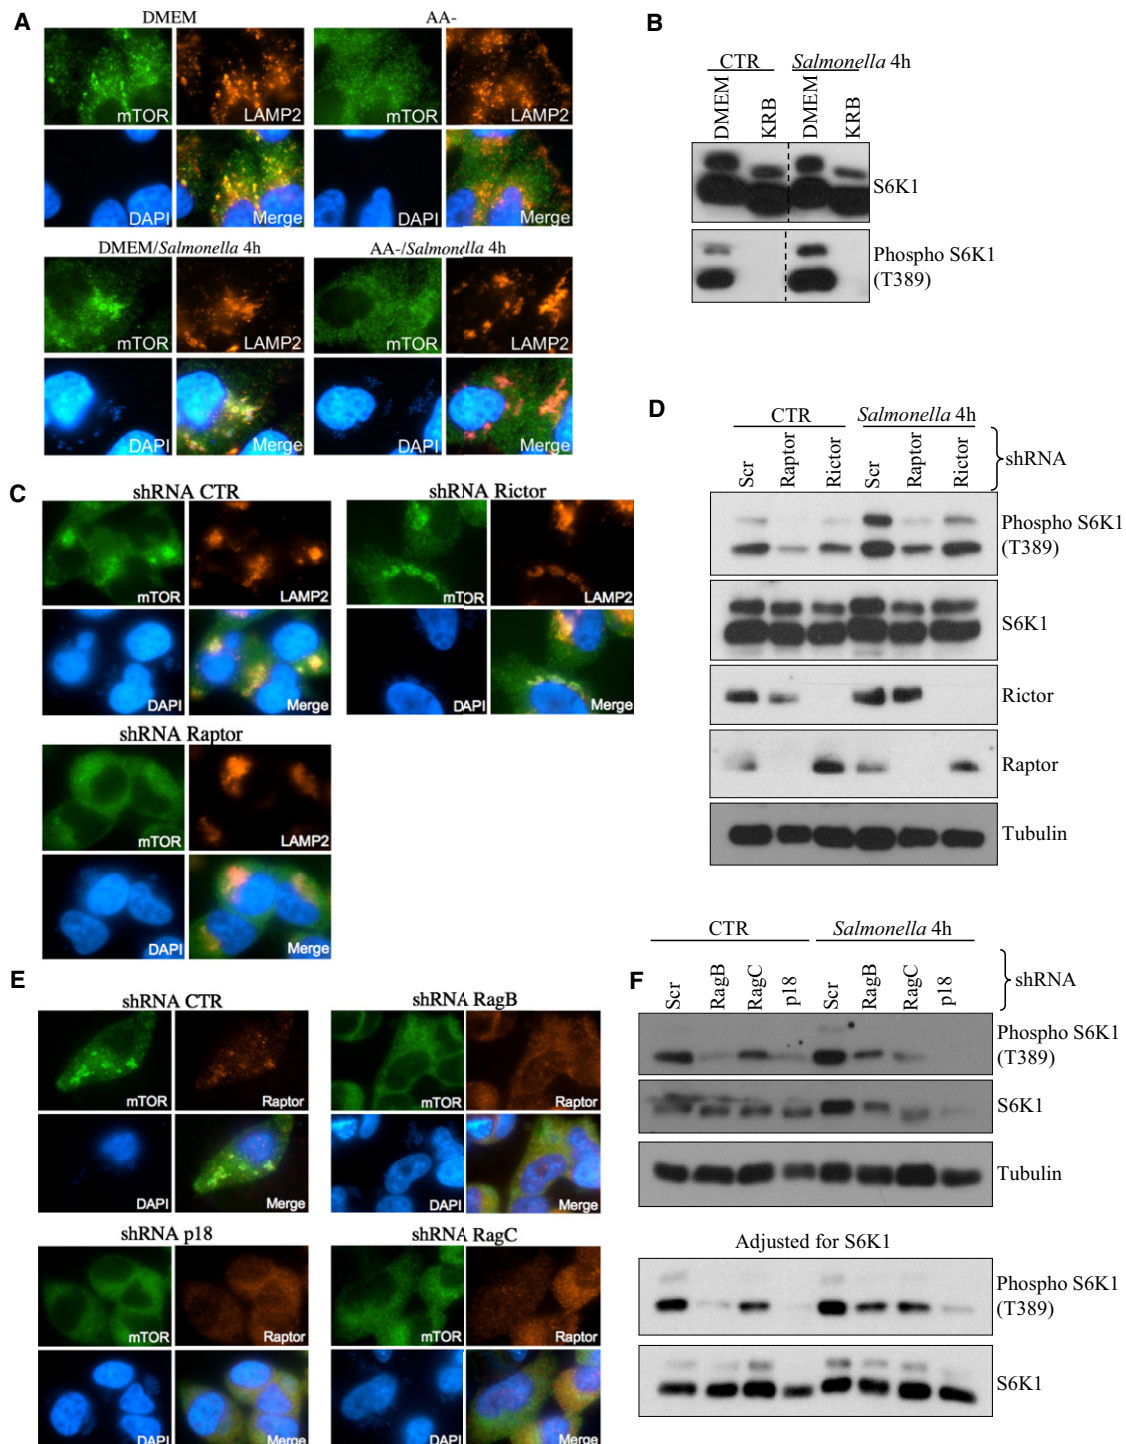 A
DMEM
AA-
mTOR
LAMP2
mTOR
LAMP2
DAPI
Merge
DAPI
Merge
DMEM/Salmonella 4h
AA-/Salmonella 4h
mTOR
LAMP2
mTOR
LAMP2
DAPI
Merge
DAPI
Merge
B
CTR
Salmonella 4h
DMEM
KRB
DMEM
KRB
S6K1
Phospho S6K1
(T389)
C
shRNA CTR
shRNA Rictor
mTOR
LAMP2
mTOR
LAMP2
DAPI
Merge
DAPI
Merge
shRNA Raptor
mTOR
LAMP2
DAPI
Merge
D
CTR
Salmonella 4h
Scr
Raptor
Rictor
Scr
Raptor
Rictor
shRNA
Phospho S6K1
(T389)
S6K1
Rictor
Raptor
Tubulin
E
shRNA CTR
shRNA RagB
mTOR
Raptor
mTOR
Raptor
DAPI
Merge
DAPI
Merge
shRNA p18
shRNA RagC
mTOR
Raptor
mTOR
Raptor
DAPI
Merge
DAPI
Merge
F
CTR
Salmonella 4h
Scr
RagB
RagC
p18
Scr
RagB
RagC
p18
shRNA
Phospho S6K1
(T389)
S6K1
Tubulin
Adjusted for S6K1
Phospho S6K1
(T389)
S6K1